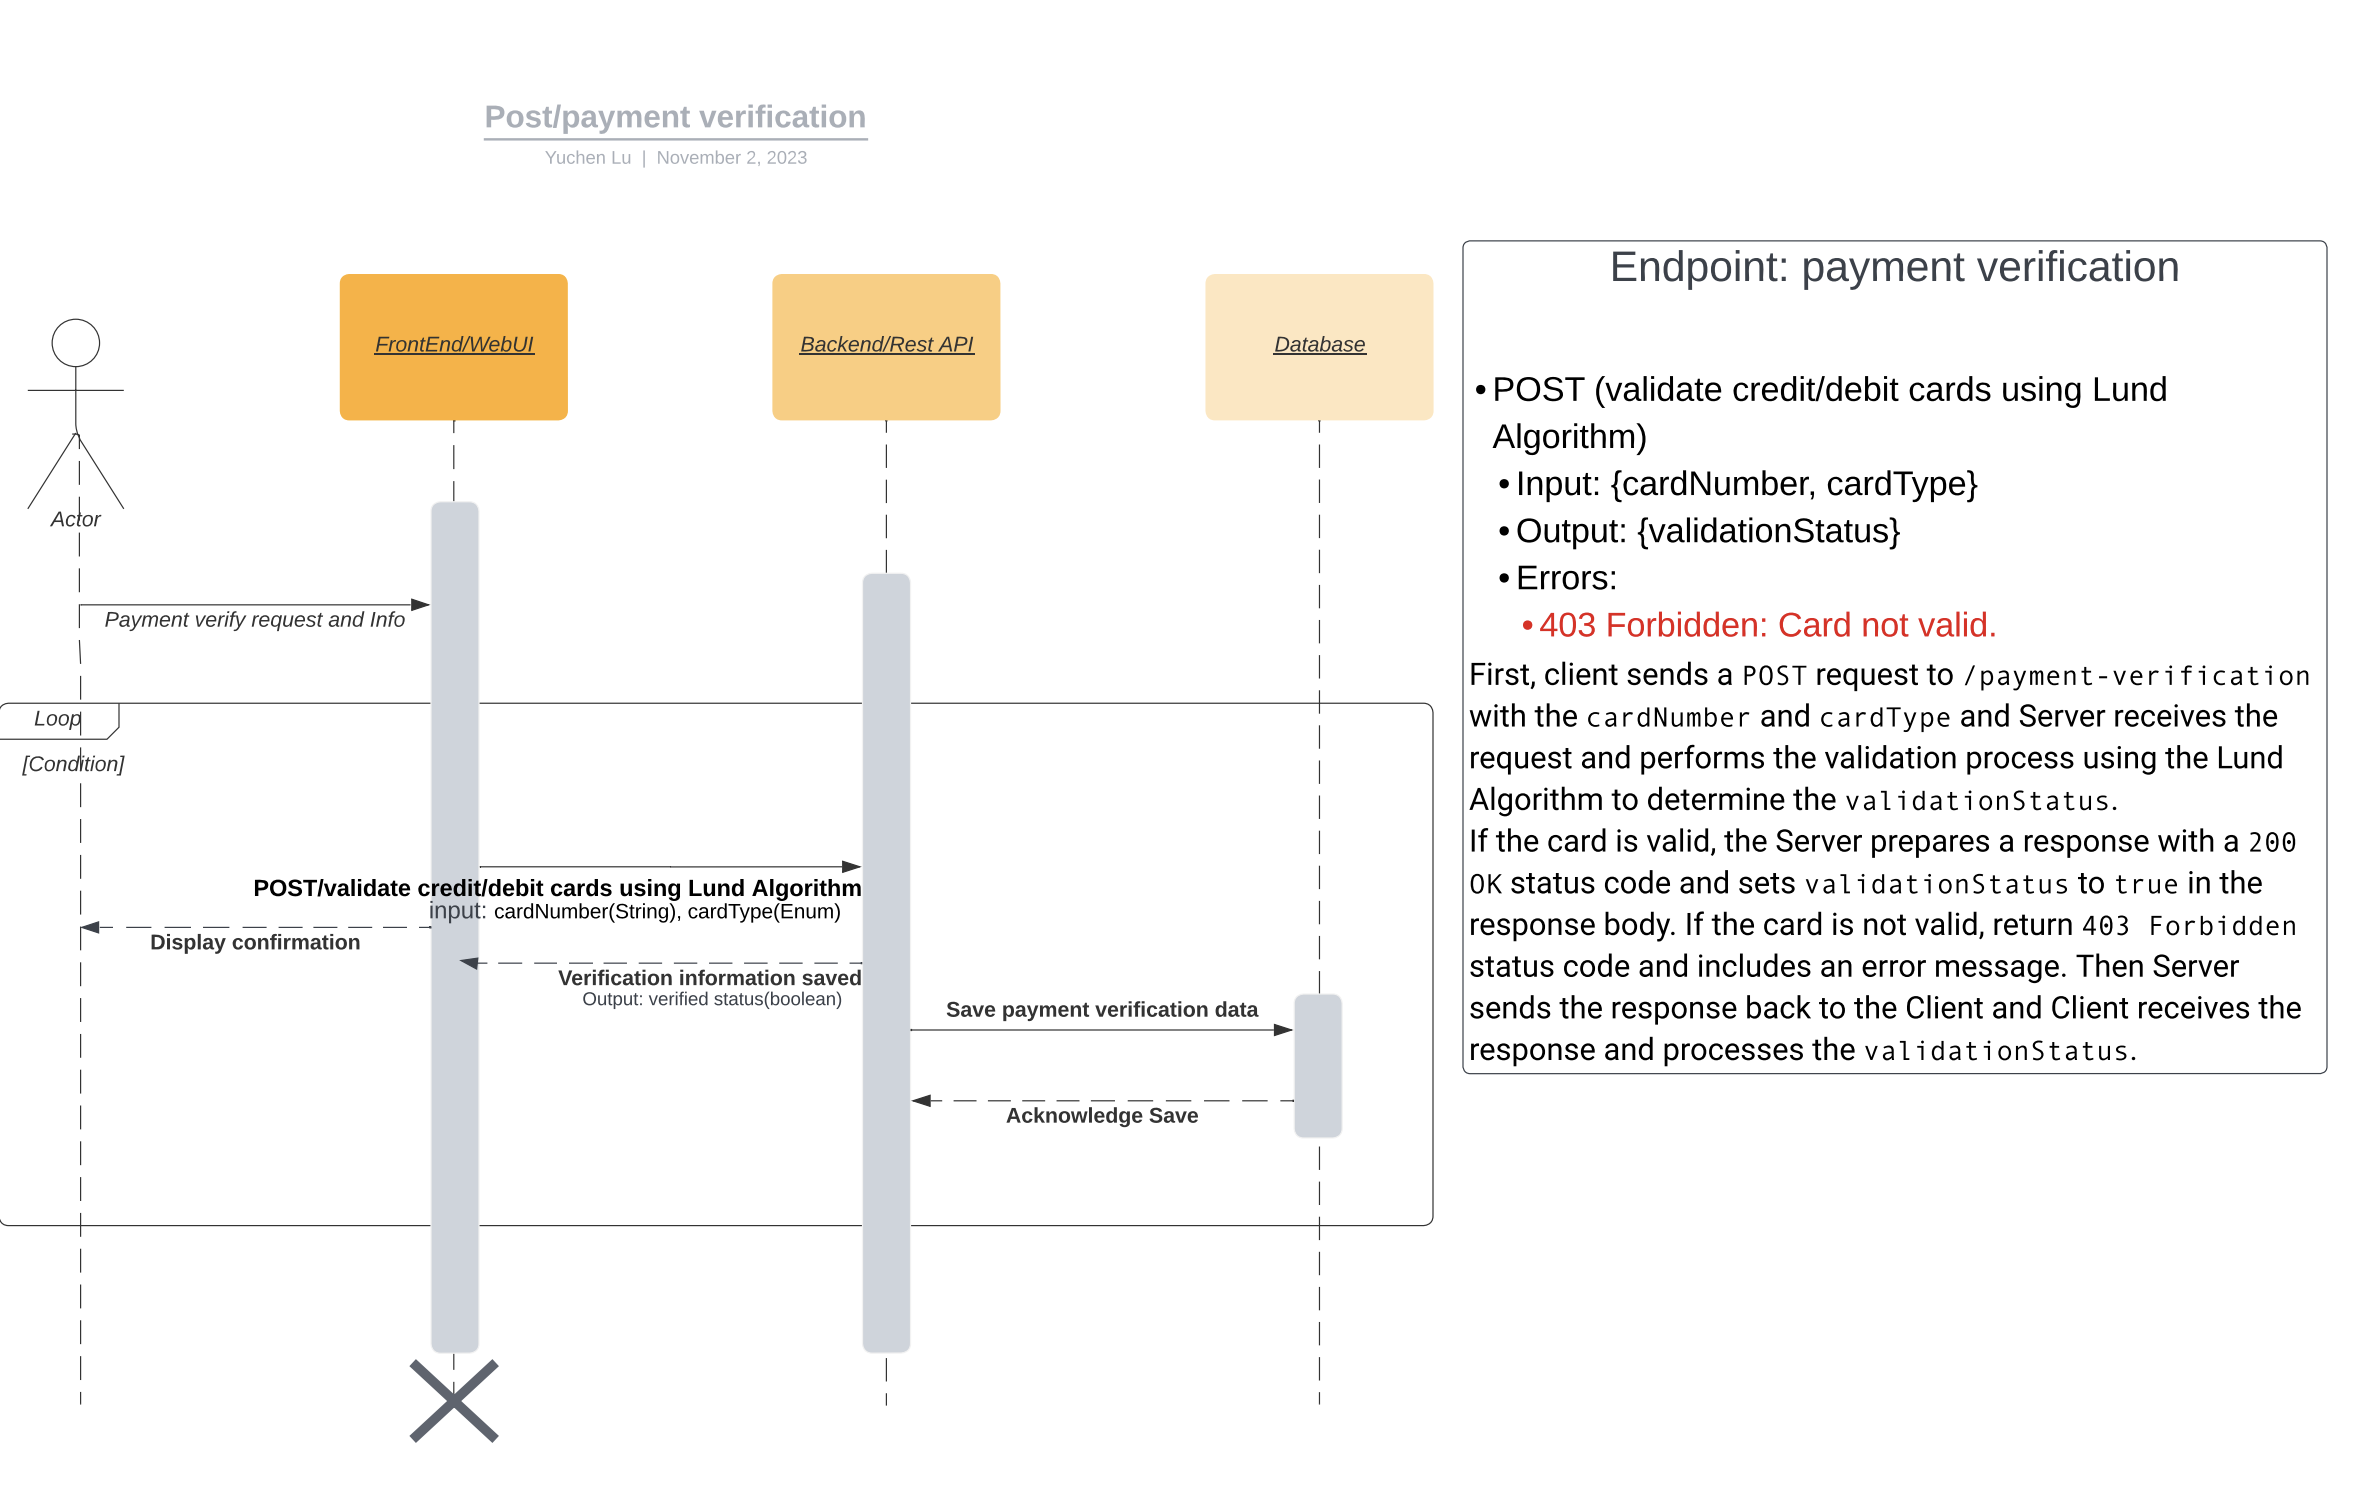 Post/payment verification
Yuchen Lu | November 2, 2023
FrontEnd/WebUI
Backend/Rest API
Database
Actor
Payment verify request and Info
Loop
[Condition]
POST/validate credit/debit cards using Lund Algorithm
input: cardNumber(String), cardType(Enum)
Display confirmation
Verification information saved
Output: verified status(boolean)
Save payment verification data
Acknowledge Save
Endpoint: payment verification
• POST (validate credit/debit cards using Lund
Algorithm)
• Input: {cardNumber, cardType}
• Output: {validationStatus}
• Errors:
• 403 Forbidden: Card not valid.
First, client sends a POST request to /payment-verification
with the cardNumber and cardType and Server receives the
request and performs the validation process using the Lund
Algorithm to determine the validationStatus.
If the card is valid, the Server prepares a response with a 200
OK status code and sets validationStatus to true in the
response body. If the card is not valid, return 403 Forbidden
status code and includes an error message. Then Server
sends the response back to the Client and Client receives the
response and processes the validationStatus.